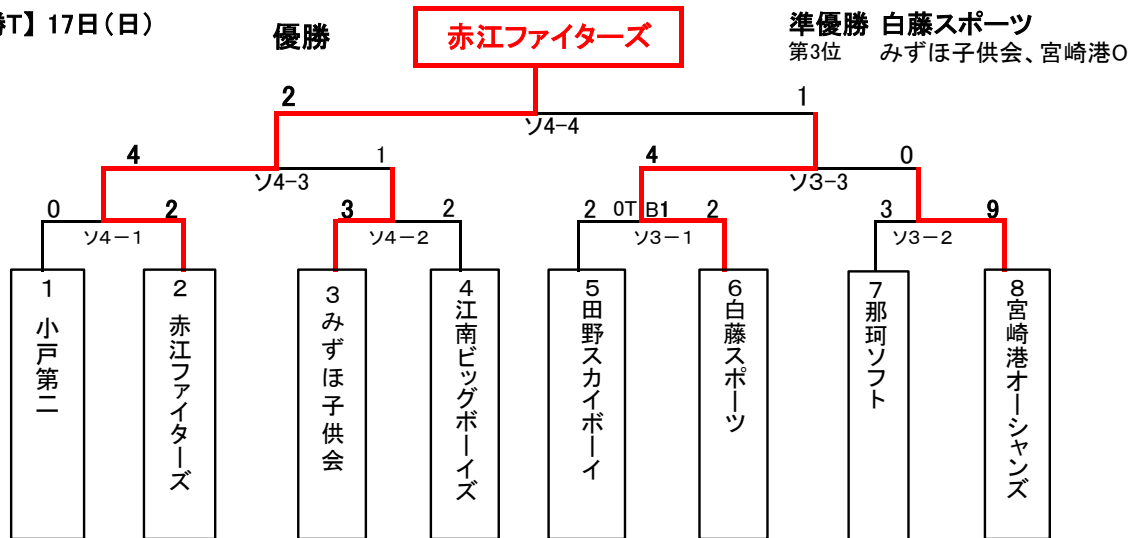 勝T】 17日(日)
優勝
赤江ファイターズ
準優勝 白藤スポーツ
第3位 みずほ子供会、宮崎港O
2
1
ソ4-4
4
1
4
0
ソ4-3
ソ3-3
0
2
3
2
2
0T
B1
2
3
9
ソ4-1
ソ4-2
ソ3-1
ソ3-2
1 小戸第二
2 赤江ファイターズ
3 みずほ子供会
4 江南ビッグボーイズ
5 田野スカイボーイ
6 白藤スポーツ
7 那珂ソフト
8 宮崎港オーシャンズ